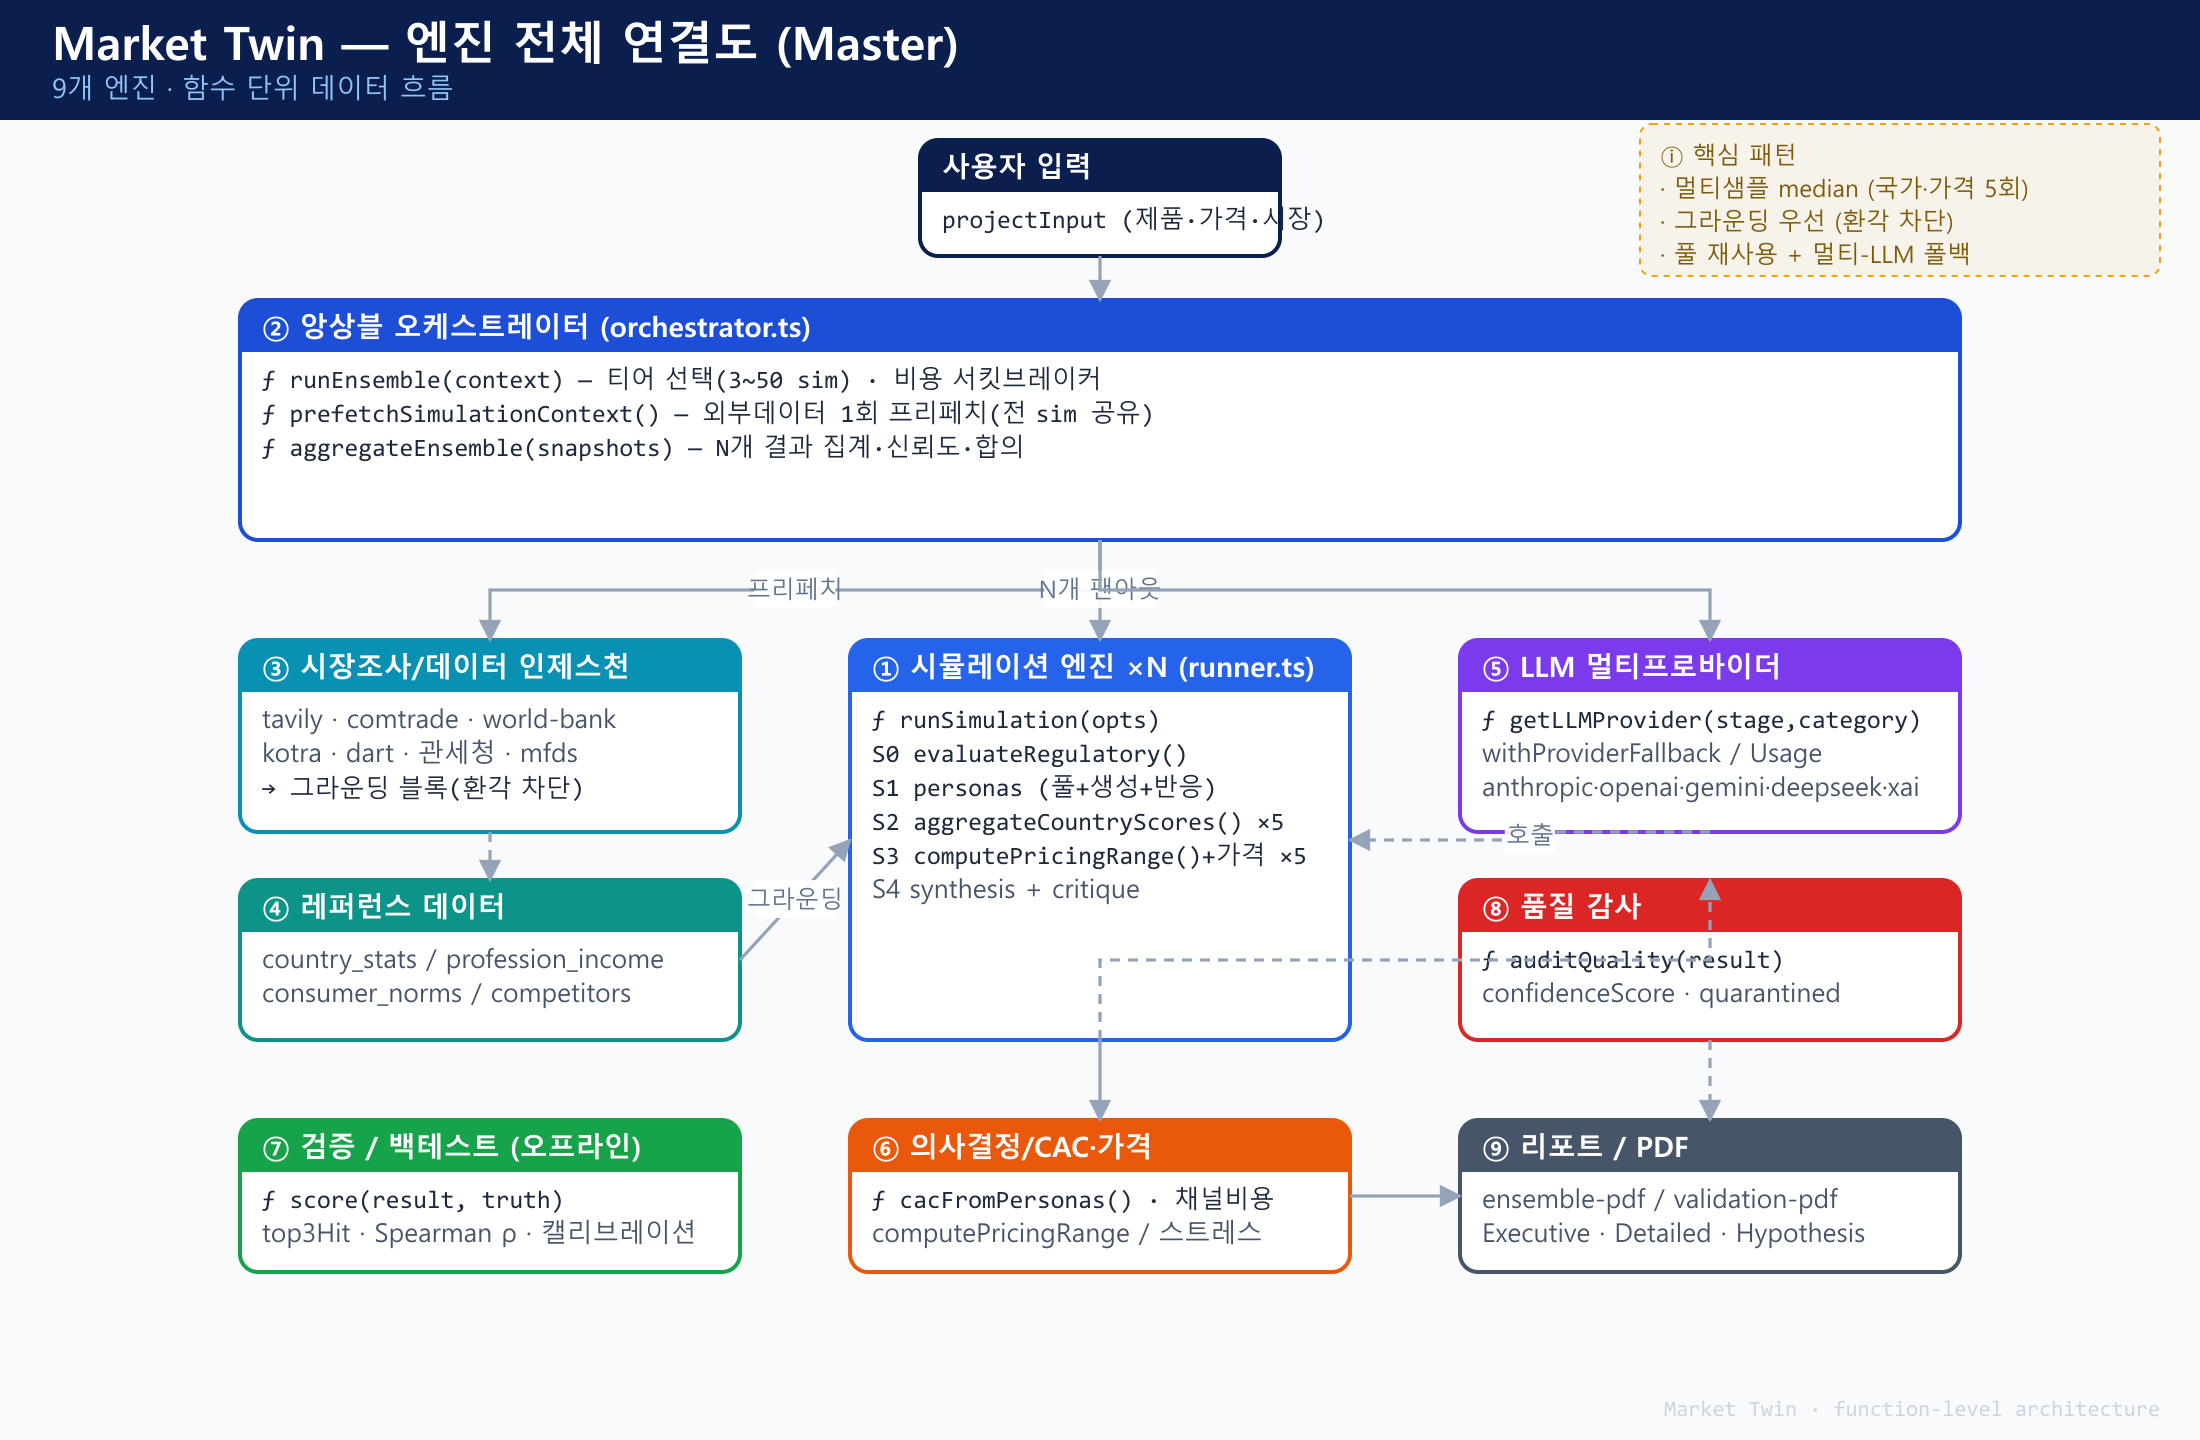 Market Twin — 엔진 전체 연결도 (Master)
9개 엔진 · 함수 단위 데이터 흐름
사용자 입력
projectInput (제품·가격·시장)
ⓘ 핵심 패턴
· 멀티샘플 median (국가·가격 5회)
· 그라운딩 우선 (환각 차단)
· 풀 재사용 + 멀티-LLM 폴백
② 앙상블 오케스트레이터 (orchestrator.ts)
ƒ runEnsemble(context) — 티어 선택(3~50 sim) · 비용 서킷브레이커
ƒ prefetchSimulationContext() — 외부데이터 1회 프리페치(전 sim 공유)
ƒ aggregateEnsemble(snapshots) — N개 결과 집계·신뢰도·합의
프리페치
N개 팬아웃
③ 시장조사/데이터 인제스천
tavily · comtrade · world-bank
kotra · dart · 관세청 · mfds
→ 그라운딩 블록(환각 차단)
① 시뮬레이션 엔진 ×N (runner.ts)
ƒ runSimulation(opts)
S0 evaluateRegulatory()
S1 personas (풀+생성+반응)
S2 aggregateCountryScores() ×5
S3 computePricingRange()+가격 ×5
S4 synthesis + critique
⑤ LLM 멀티프로바이더
ƒ getLLMProvider(stage,category)
withProviderFallback / Usage
anthropic·openai·gemini·deepseek·xai
호출
그라운딩
④ 레퍼런스 데이터
country_stats / profession_income
consumer_norms / competitors
⑧ 품질 감사
ƒ auditQuality(result)
confidenceScore · quarantined
⑦ 검증 / 백테스트 (오프라인)
ƒ score(result, truth)
top3Hit · Spearman ρ · 캘리브레이션
⑥ 의사결정/CAC·가격
ƒ cacFromPersonas() · 채널비용
computePricingRange / 스트레스
⑨ 리포트 / PDF
ensemble-pdf / validation-pdf
Executive · Detailed · Hypothesis
Market Twin · function-level architecture